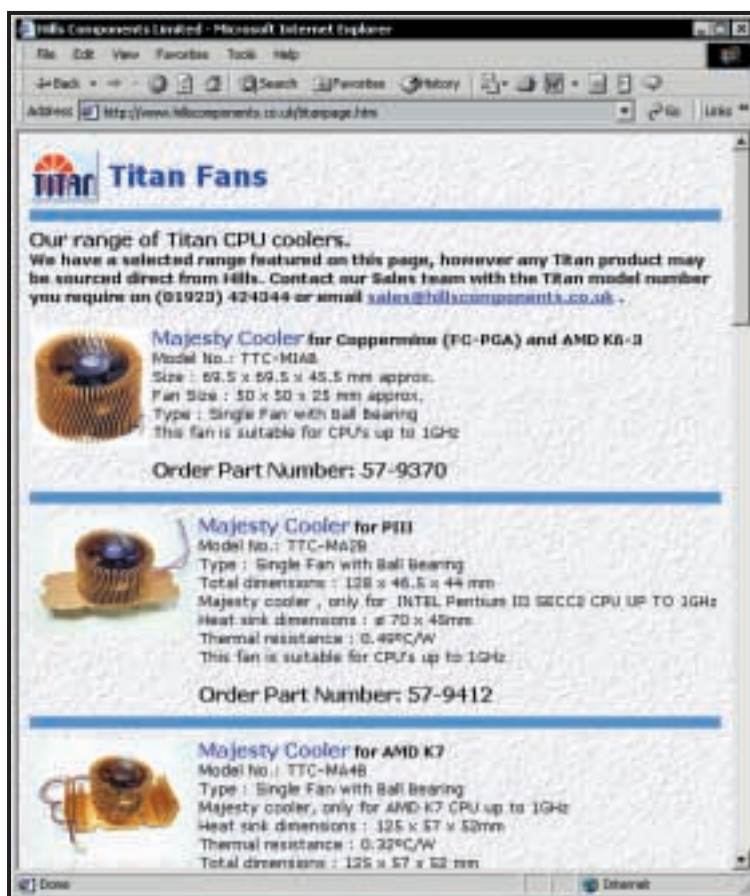 Hills Components Limited - Microsoft Internet Explorer
File Edit View Favorites Tools Help
Back Search Favorites History
Address http://www.hillscomponents.co.uk/titanpage.htm Go Links
TITAN Titan Fans
Our range of Titan CPU coolers.
We have a selected range featured on this page, however any Titan product may
be sourced direct from Hills. Contact our Sales team with the Titan model number
you require on (01923) 424344 or email sales@hillscomponents.co.uk .
Majesty Cooler for Coppermine (FC-PGA) and AMD K6-3
Model No.: TTC-M1AB
Size : 69.5 x 69.5 x 45.5 mm approx.
Fan Size : 50 x 50 x 25 mm approx.
Type : Single Fan with Ball Bearing
This fan is suitable for CPU's up to 1GHz
Order Part Number: 57-9370
Majesty Cooler for PIII
Model No.: TTC-MA2B
Type : Single Fan with Ball Bearing
Total dimensions : 128 x 46.5 x 44 mm
Majesty cooler , only for INTEL Pentium III SECC2 CPU UP TO 1GHz
Heat sink dimensions : ø 70 x 45mm
Thermal resistance : 0.49ºC/W
This fan is suitable for CPU's up to 1GHz
Order Part Number: 57-9412
Majesty Cooler for AMD K7
Model No.: TTC-MA4B
Type : Single Fan with Ball Bearing
Majesty cooler, only for AMD K7 CPU up to 1GHz
Heat sink dimensions : 125 x 57 x 52mm
Thermal resistance : 0.32ºC/W
Total dimensions : 125 x 57 x 52 mm
Done Internet